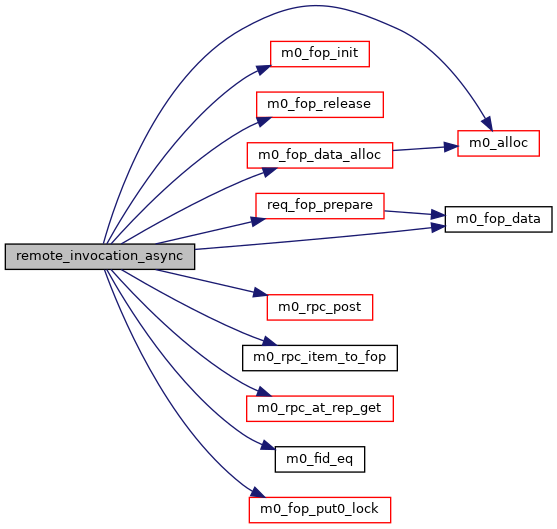 remote_invocation_async
m0_fop_init
m0_fop_release
m0_fop_data_alloc
m0_alloc
req_fop_prepare
m0_fop_data
m0_rpc_post
m0_rpc_item_to_fop
m0_rpc_at_rep_get
m0_fid_eq
m0_fop_put0_lock